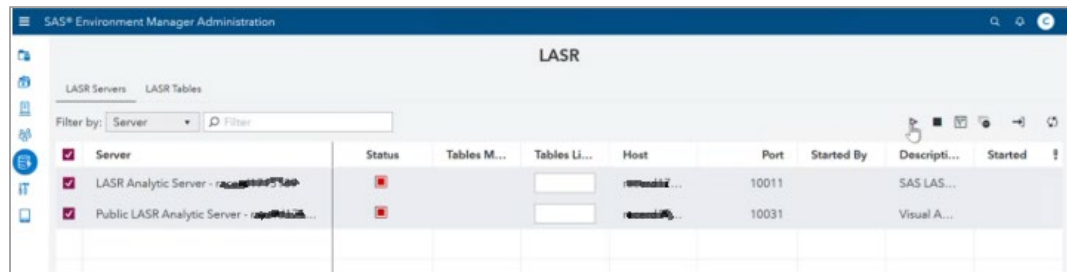 SAS® Environment Manager Administration C
LASR
LASR Servers LASR Tables
Filter by: Server Filter
Server Status Tables M... Tables Li... Host Port Started By Descripti... Started
LASR Analytic Server - 10011 SAS LAS...
Public LASR Analytic Server - ... 10031 Visual A...